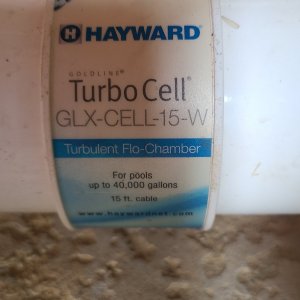 HAYWARD
GOLDLINE®
Turbo Cell®
GLX-CELL-15-W
Turbulent Flo-Chamber
For pools
up to 40,000 gallons
15 ft. cable
www.haywardnet.com